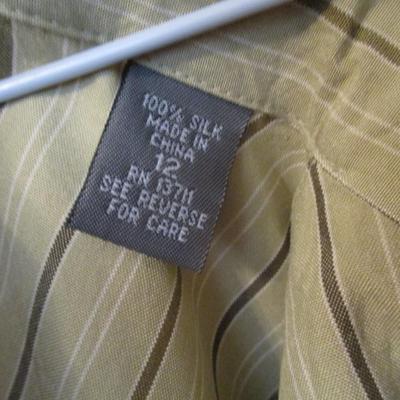 100% SILK
MADE IN
CHINA
12
RN 13711
SEE REVERSE
FOR CARE